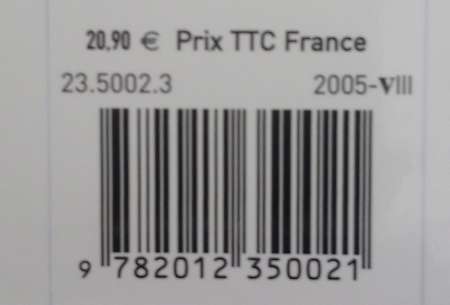 20,90 € Prix TTC France
23.5002.3 2005-VIII
9 782012 350021